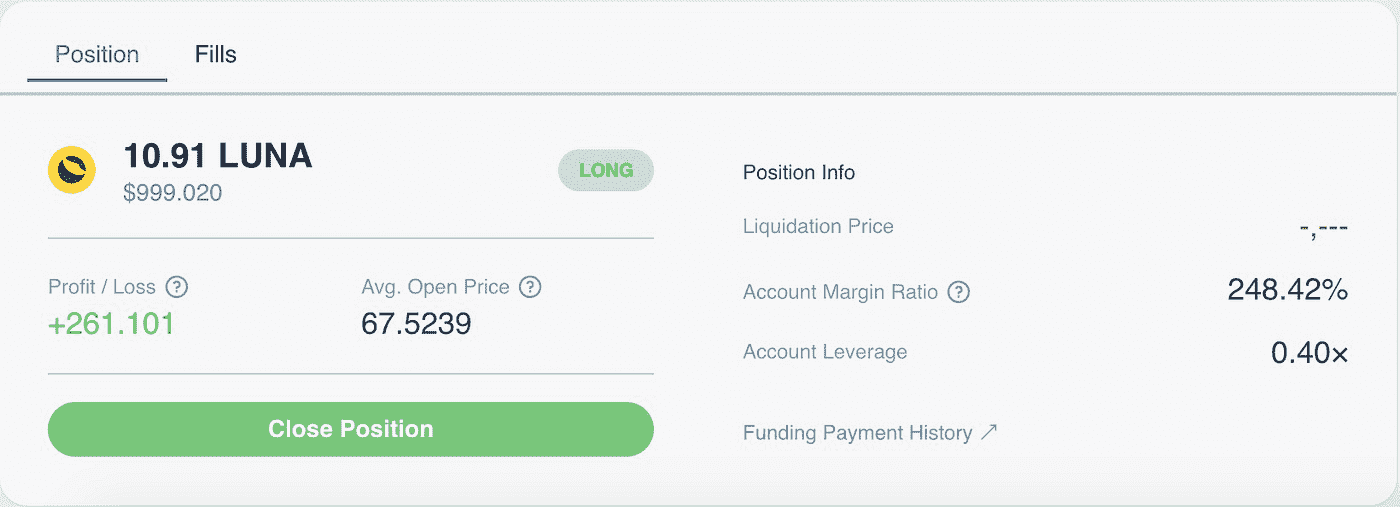 Position Fills
10.91 LUNA
$999.020
LONG
Profit / Loss ?
+261.101
Avg. Open Price ?
67.5239
Close Position
Position Info
Liquidation Price -,---
Account Margin Ratio ? 248.42%
Account Leverage 0.40×
Funding Payment History ↗